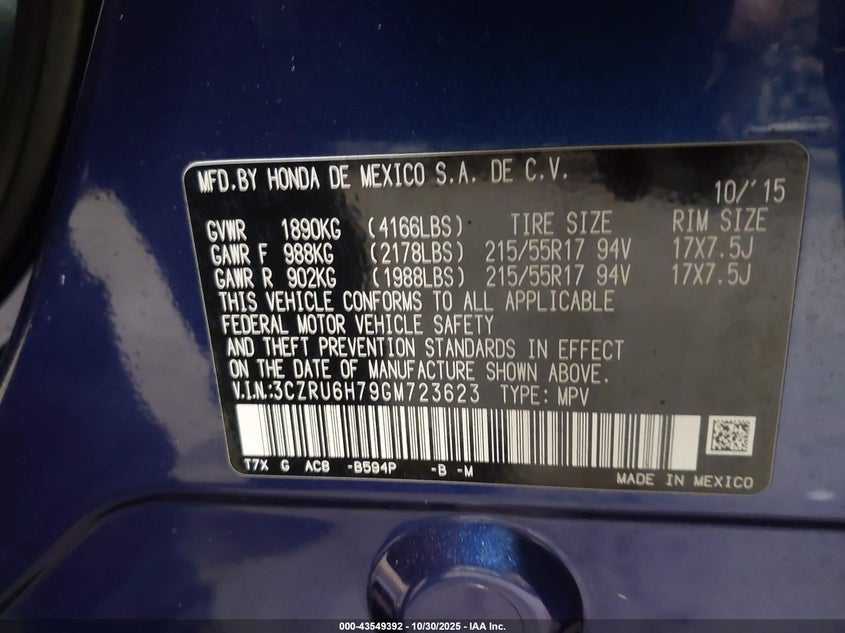 MFD.BY HONDA DE MEXICO S.A. DE C.V.
10/'15
GVWR 1890KG (4166LBS) TIRE SIZE RIM SIZE
GAWR F 988KG (2178LBS) 215/55R17 94V 17X7.5J
GAWR R 902KG (1988LBS) 215/55R17 94V 17X7.5J
THIS VEHICLE CONFORMS TO ALL APPLICABLE
FEDERAL MOTOR VEHICLE SAFETY
AND THEFT PREVENTION STANDARDS IN EFFECT
ON THE DATE OF MANUFACTURE SHOWN ABOVE.
V.I.N:3CZRU6H79GM723623 TYPE: MPV
T7X G AC8 -B594P -B -M
MADE IN MEXICO
000-43549392 - 10/30/2025 - IAA Inc.